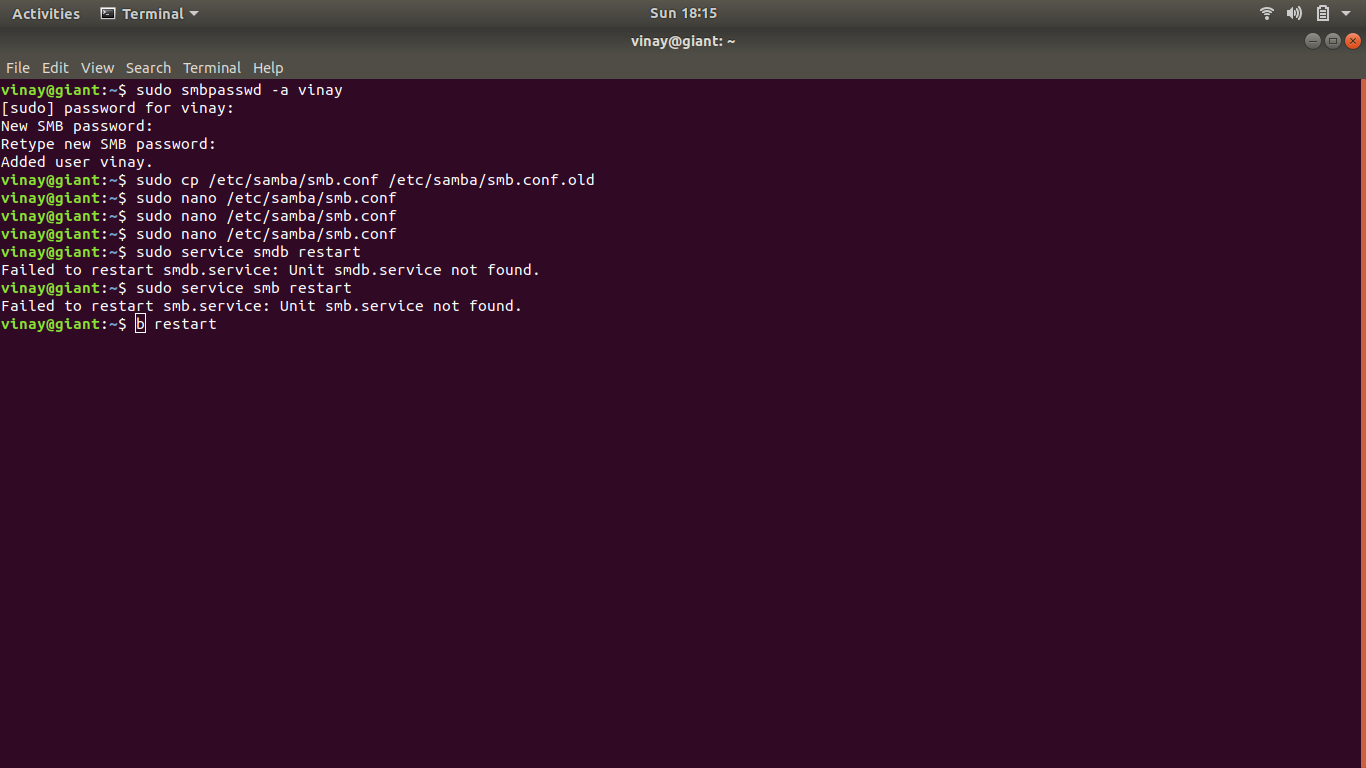 Activities Terminal Sun 18:15
vinay@giant: ~
File Edit View Search Terminal Help
vinay@giant:~$ sudo smbpasswd -a vinay
[sudo] password for vinay:
New SMB password:
Retype new SMB password:
Added user vinay.
vinay@giant:~$ sudo cp /etc/samba/smb.conf /etc/samba/smb.conf.old
vinay@giant:~$ sudo nano /etc/samba/smb.conf
vinay@giant:~$ sudo nano /etc/samba/smb.conf
vinay@giant:~$ sudo nano /etc/samba/smb.conf
vinay@giant:~$ sudo service smdb restart
Failed to restart smdb.service: Unit smdb.service not found.
vinay@giant:~$ sudo service smb restart
Failed to restart smb.service: Unit smb.service not found.
vinay@giant:~$ b restart